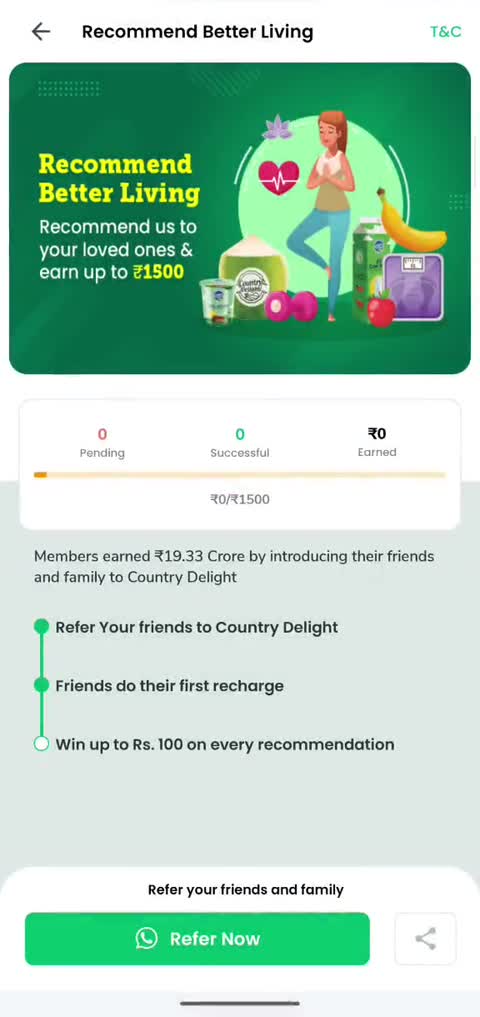 Recommend Better Living
T&C
Recommend
Better Living
Recommend us to
your loved ones &
earn up to ₹1500
Country
Delight
0
0
₹0
Pending
Successful
Earned
₹0/₹1500
Members earned ₹19.33 Crore by introducing their friends
and family to Country Delight
Refer Your friends to Country Delight
Friends do their first recharge
Win up to Rs. 100 on every recommendation
Refer your friends and family
Refer Now